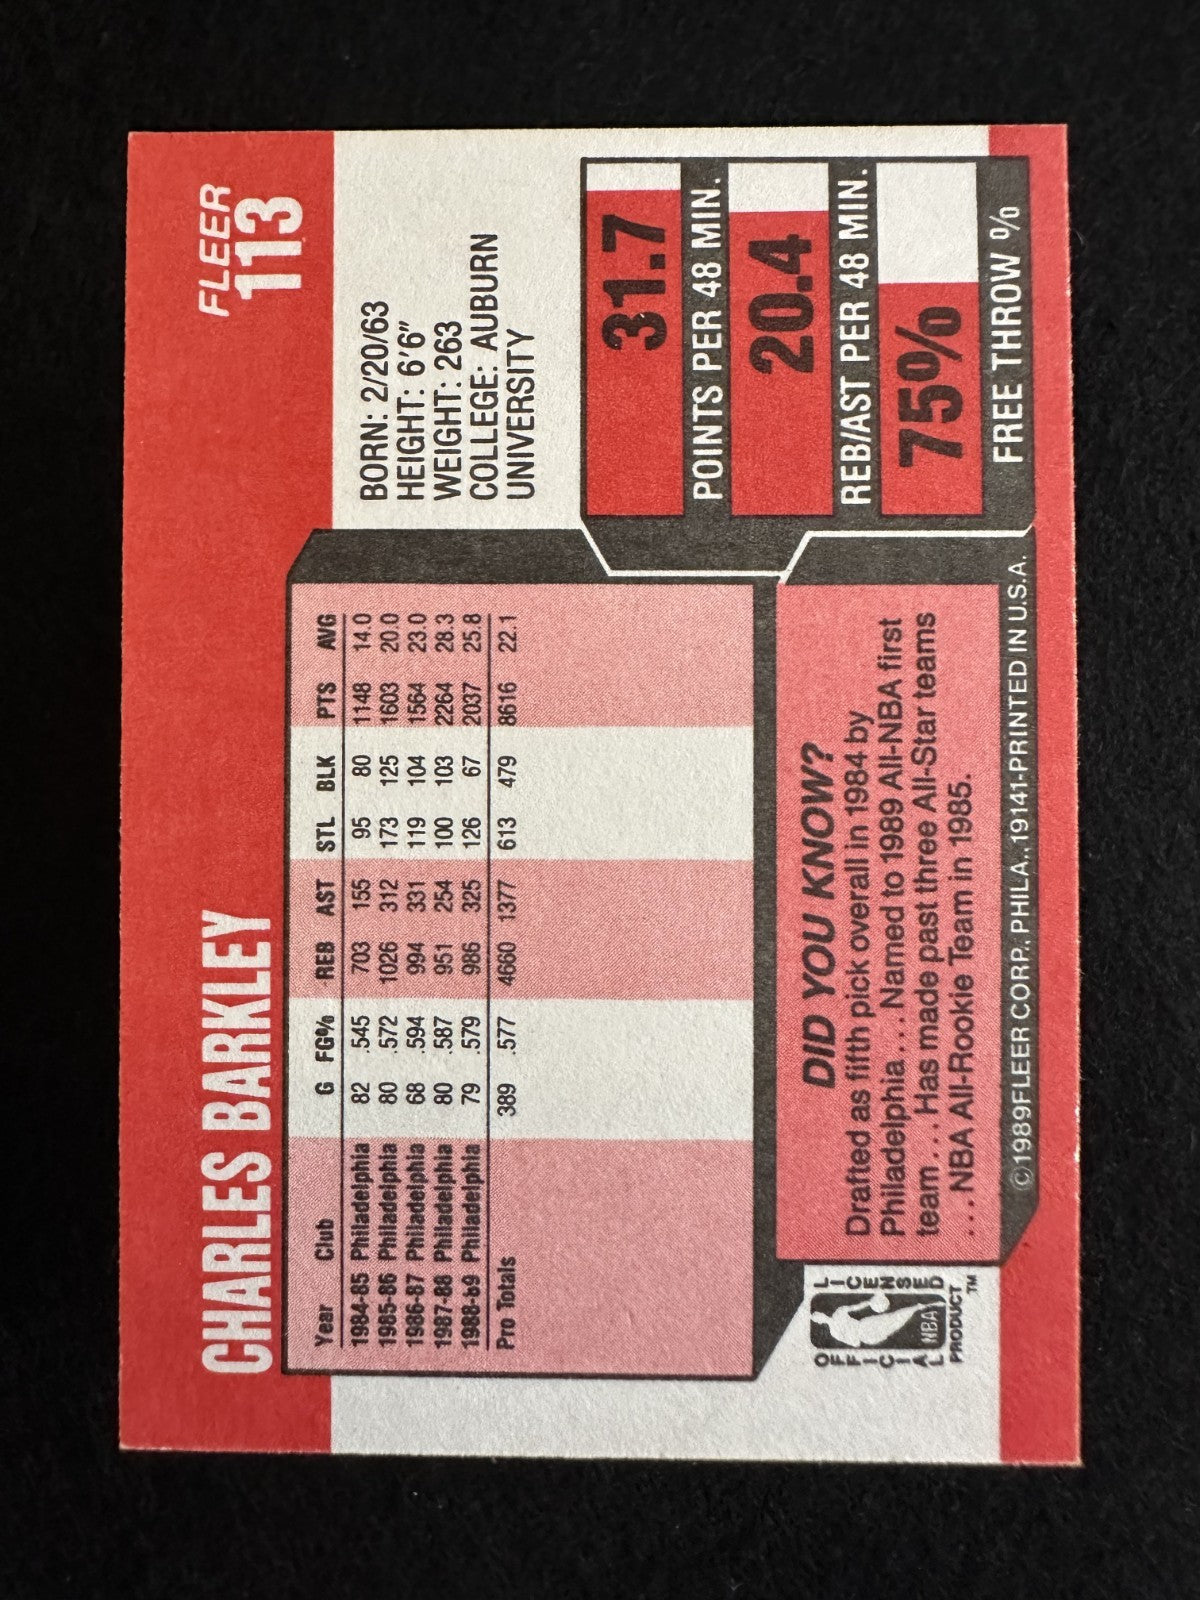 CHARLES BARKLEY
FLEER
113
Year Club G FG% REB AST STL BLK PTS AVG
1984-85 Philadelphia 82 .545 703 155 95 80 1148 14.0
1985-86 Philadelphia 80 .572 1026 312 173 125 1603 20.0
1986-87 Philadelphia 68 .594 994 331 119 104 1564 23.0
1987-88 Philadelphia 80 .587 951 254 100 103 2264 28.3
1988-89 Philadelphia 79 .579 986 325 126 67 2037 25.8
Pro Totals 389 .577 4660 1377 613 479 8616 22.1
BORN: 2/20/63
HEIGHT: 6'6"
WEIGHT: 263
COLLEGE: AUBURN
UNIVERSITY
31.7
POINTS PER 48 MIN.
20.4
REB/AST PER 48 MIN.
75%
FREE THROW %
DID YOU KNOW?
Drafted as fifth pick overall in 1984 by
Philadelphia....Named to 1989 All-NBA first
team....Has made past three All-Star teams
....NBA All-Rookie Team in 1985.
OFFICIAL LICENSED
NBA
PRODUCT™
©1989FLEER CORP., PHILA., 19141-PRINTED IN U.S.A.